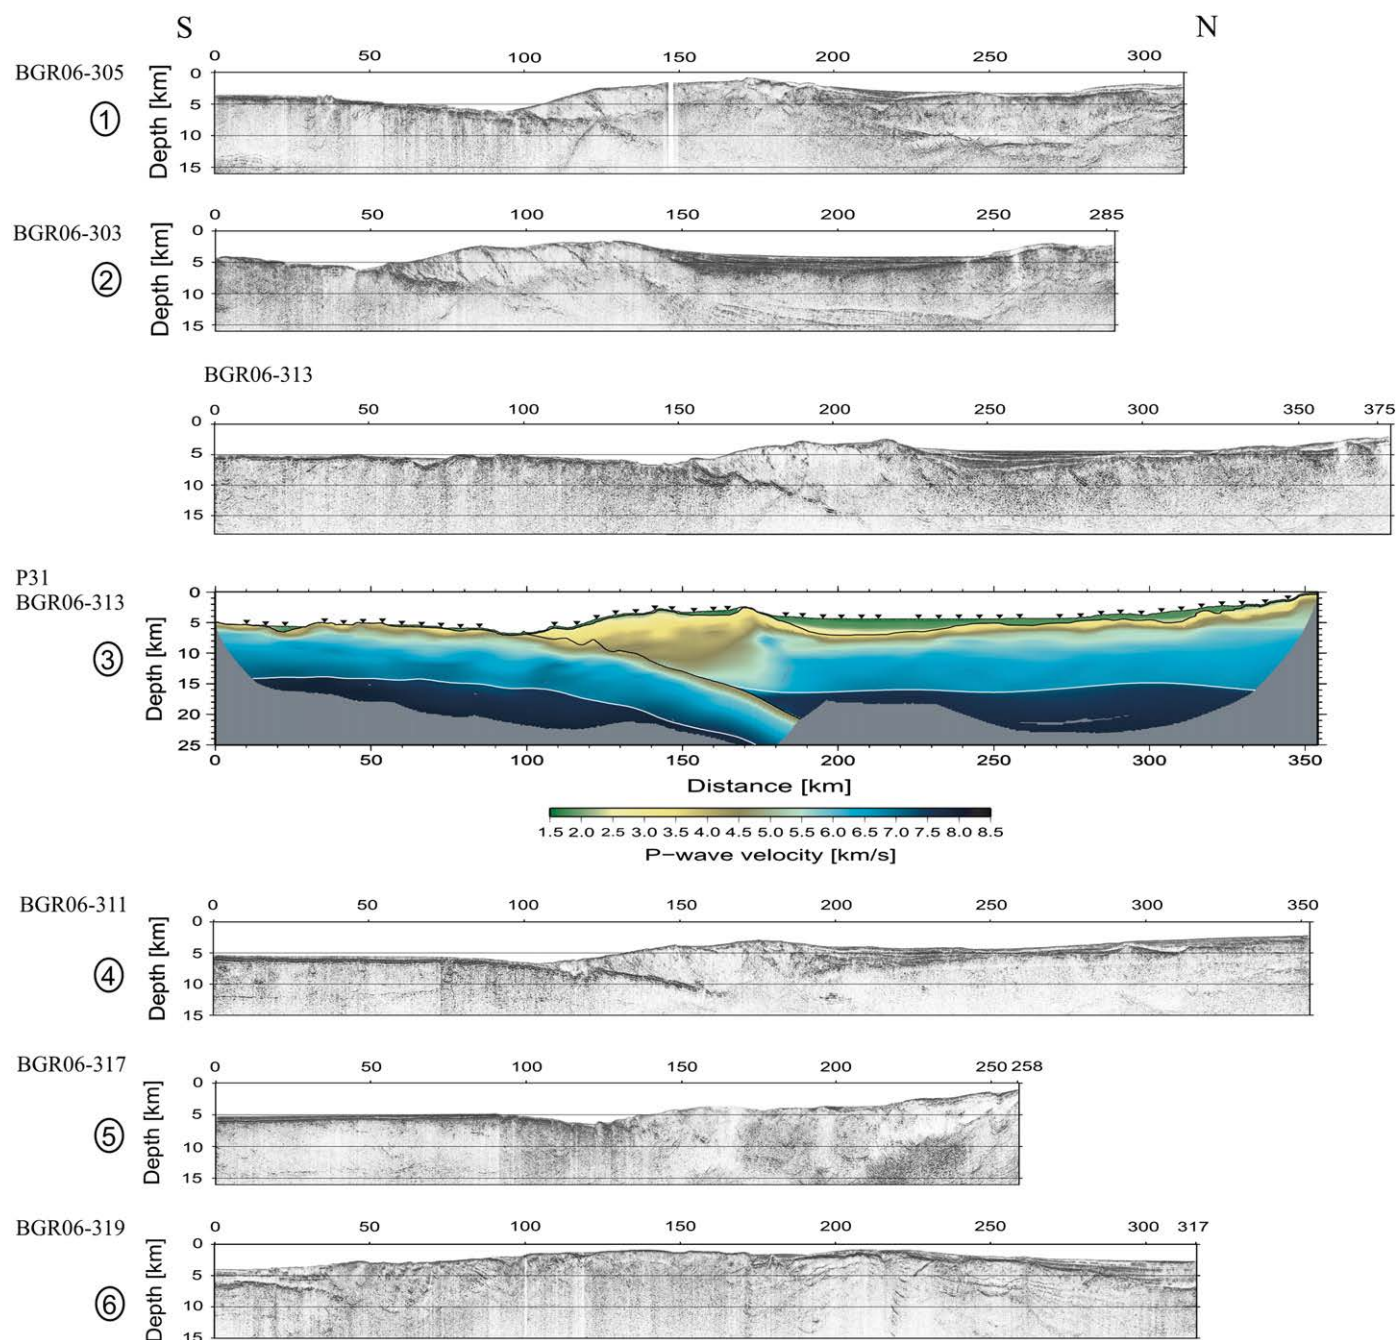 S N
0 50 100 150 200 250 300
BGR06-305
①
Depth [km]
0
5
10
15
0 50 100 150 200 250 285
BGR06-303
②
Depth [km]
0
5
10
15
BGR06-313
0 50 100 150 200 250 300 350 375
0
5
10
15
P31
BGR06-313
③
Depth [km]
0
5
10
15
20
25
0 50 100 150 200 250 300 350
Distance [km]
1.5 2.0 2.5 3.0 3.5 4.0 4.5 5.0 5.5 6.0 6.5 7.0 7.5 8.0 8.5
P-wave velocity [km/s]
BGR06-311
0 50 100 150 200 250 300 350
④
Depth [km]
0
5
10
15
BGR06-317
0 50 100 150 200 250 258
⑤
Depth [km]
0
5
10
15
BGR06-319
0 50 100 150 200 250 300 317
⑥
Depth [km]
0
5
10
15